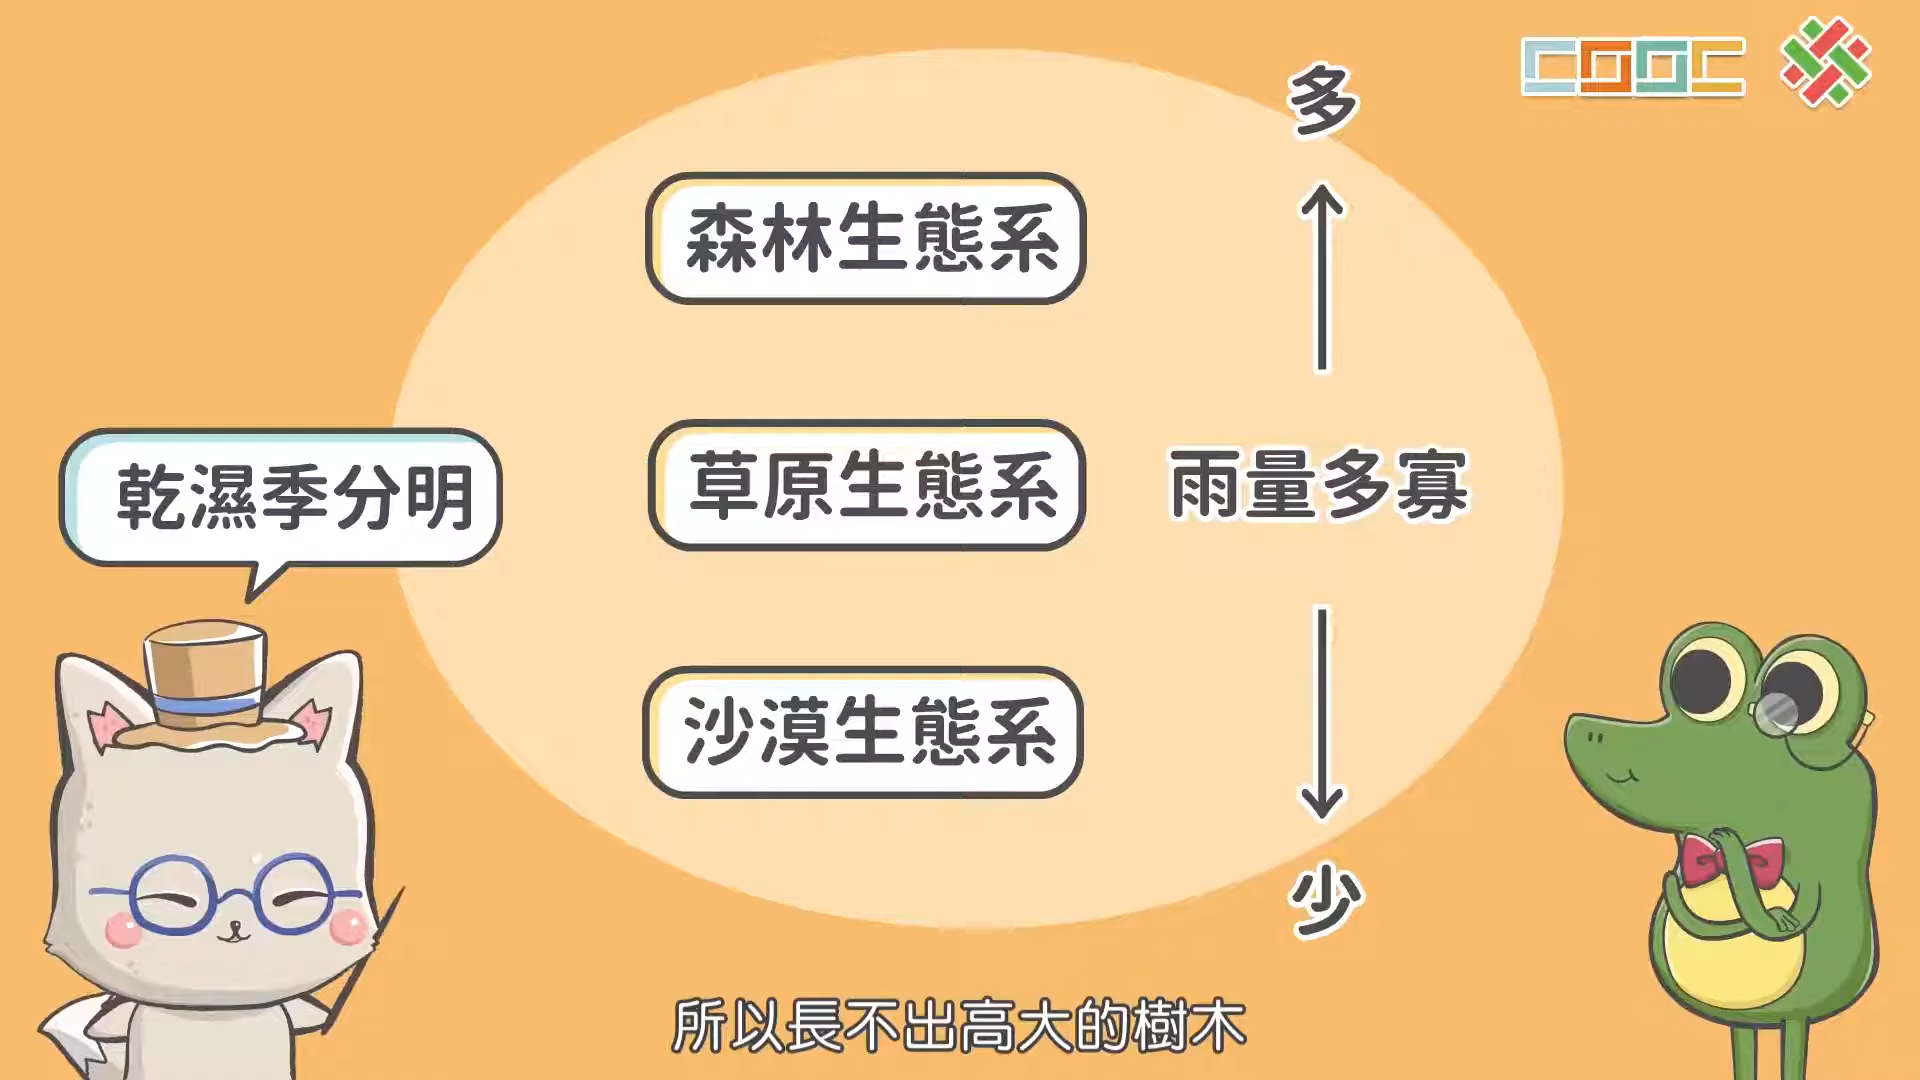 COOC
多
森林生態系
草原生態系
雨量多寡
乾濕季分明
沙漠生態系
少
所以長不出高大的樹木